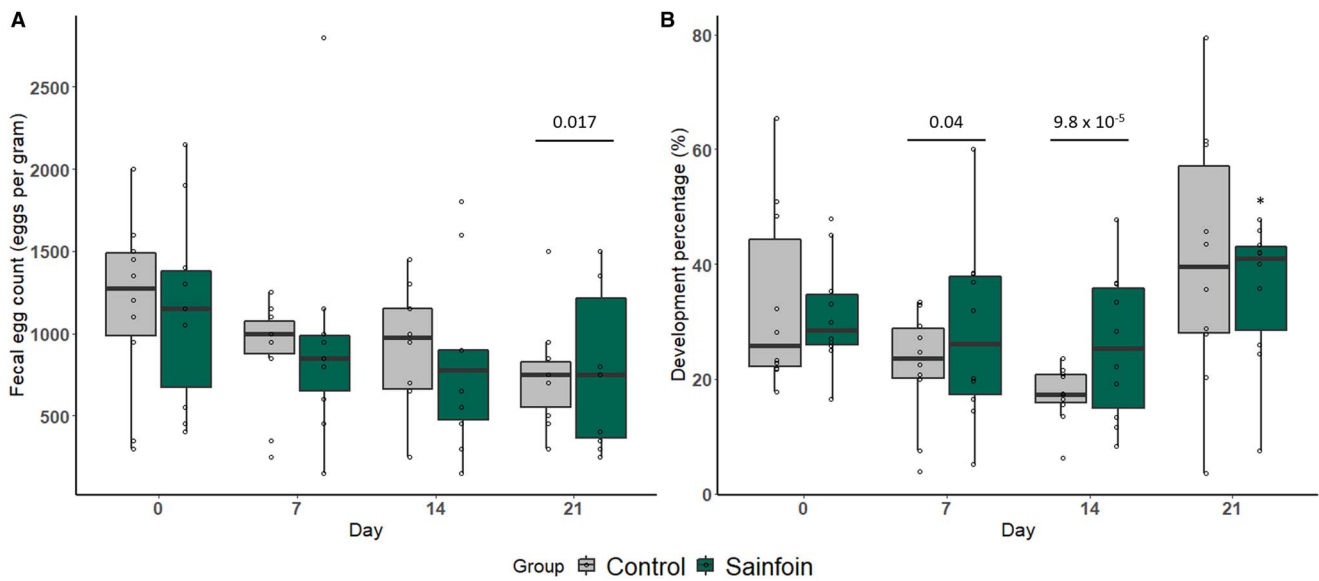 A
Fecal egg count (eggs per gram)
2500
2000
1500
1000
500
0.017
0 7 14 21
Day
B
Development percentage (%)
80
60
40
20
0
0.04
9.8 x 10⁻⁵
*
0 7 14 21
Day
Group Control Sainfoin